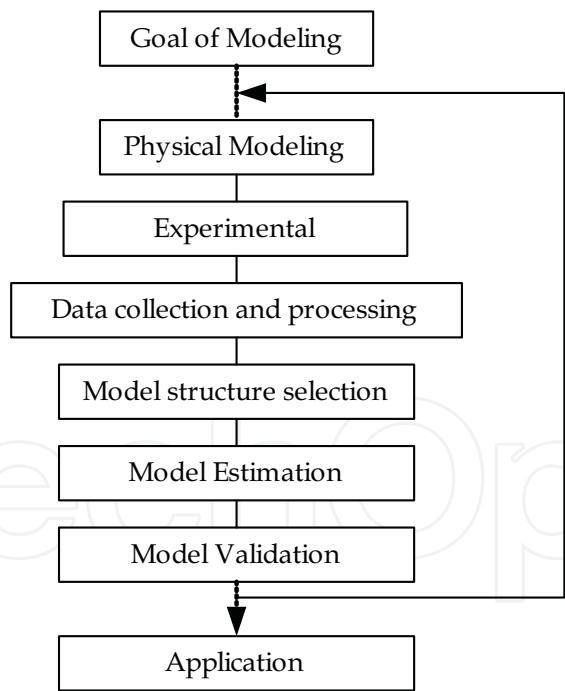 Goal of Modeling
Physical Modeling
Experimental
Data collection and processing
Model structure selection
Model Estimation
Model Validation
Application